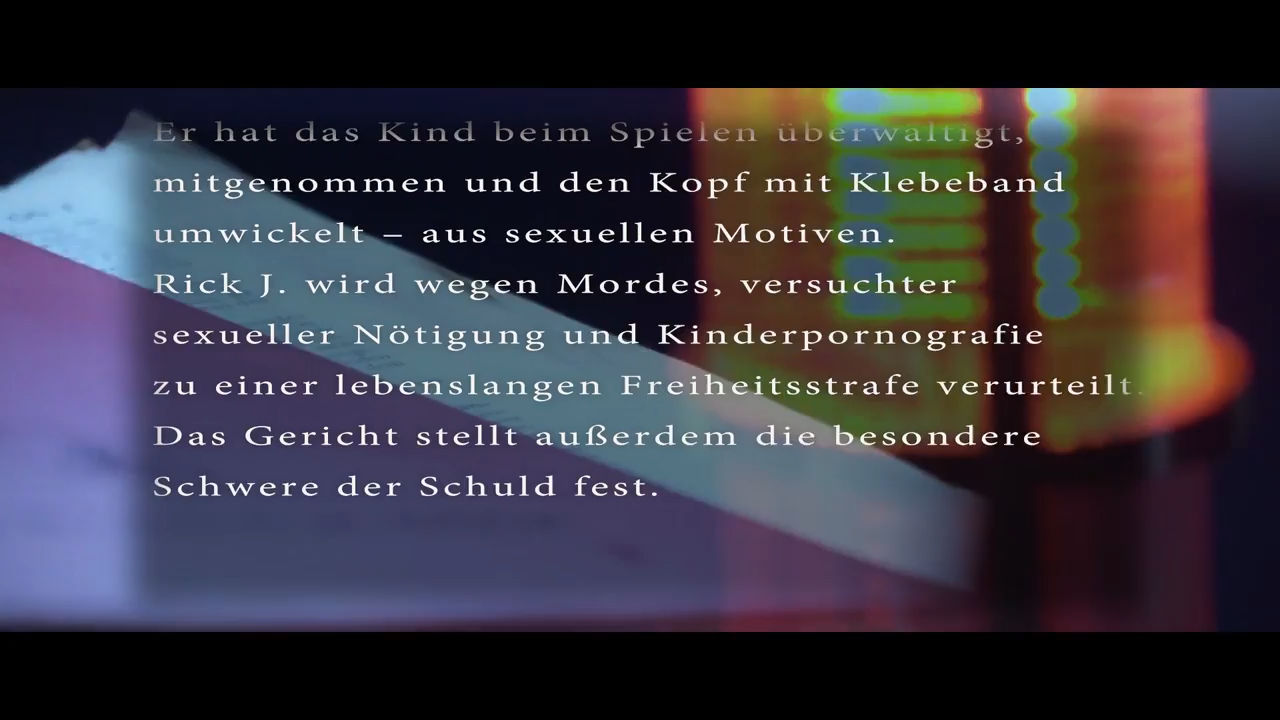 Er hat das Kind beim Spielen überwältigt,
mitgenommen und den Kopf mit Klebeband
umwickelt – aus sexuellen Motiven.
Rick J. wird wegen Mordes, versuchter
sexueller Nötigung und Kinderpornografie
zu einer lebenslangen Freiheitsstrafe verurteilt.
Das Gericht stellt außerdem die besondere
Schwere der Schuld fest.